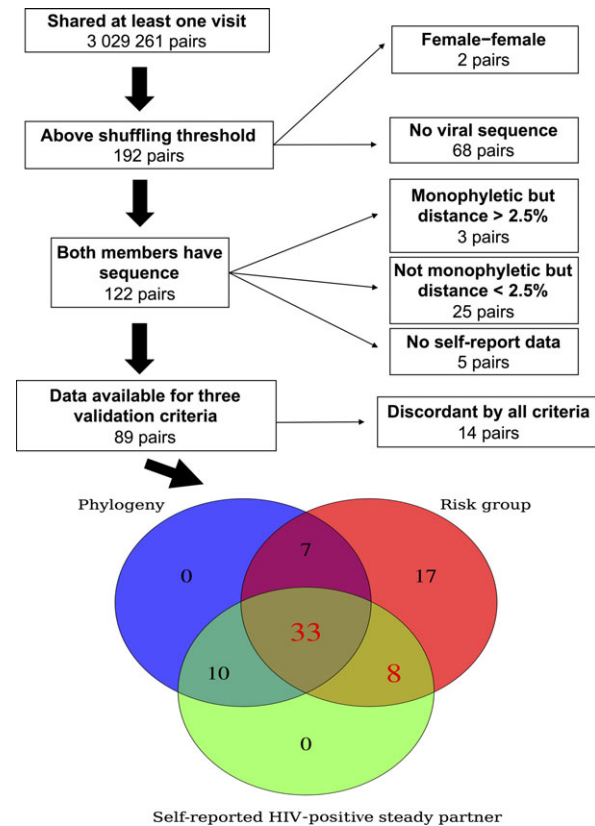 Shared at least one visit
3 029 261 pairs
Female−female
2 pairs
Above shuffling threshold
192 pairs
No viral sequence
68 pairs
Monophyletic but
distance > 2.5%
3 pairs
Both members have
sequence
122 pairs
Not monophyletic but
distance < 2.5%
25 pairs
No self-report data
5 pairs
Data available for three
validation criteria
89 pairs
Discordant by all criteria
14 pairs
Phylogeny
Risk group
7
0
17
33
10
8
0
Self-reported HIV-positive steady partner